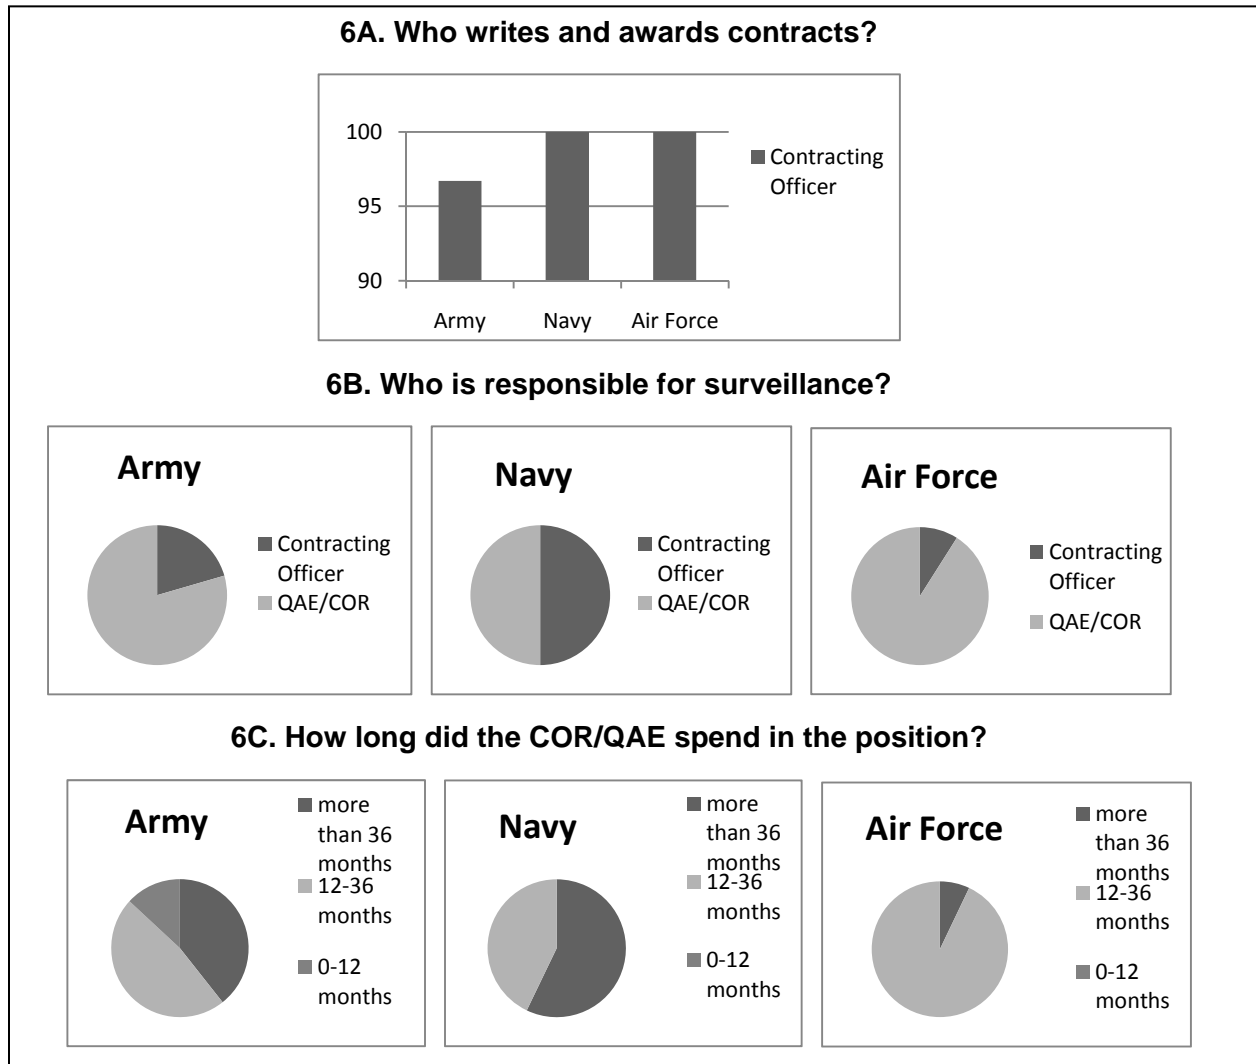 6A. Who writes and awards contracts?
100
95
90
Army Navy Air Force
Contracting
Officer
6B. Who is responsible for surveillance?
Army
Contracting
Officer
QAE/COR
Navy
Contracting
Officer
QAE/COR
Air Force
Contracting
Officer
QAE/COR
6C. How long did the COR/QAE spend in the position?
Army
more
than 36
months
12-36
months
0-12
months
Navy
more
than 36
months
12-36
months
0-12
months
Air Force
more
than 36
months
12-36
months
0-12
months